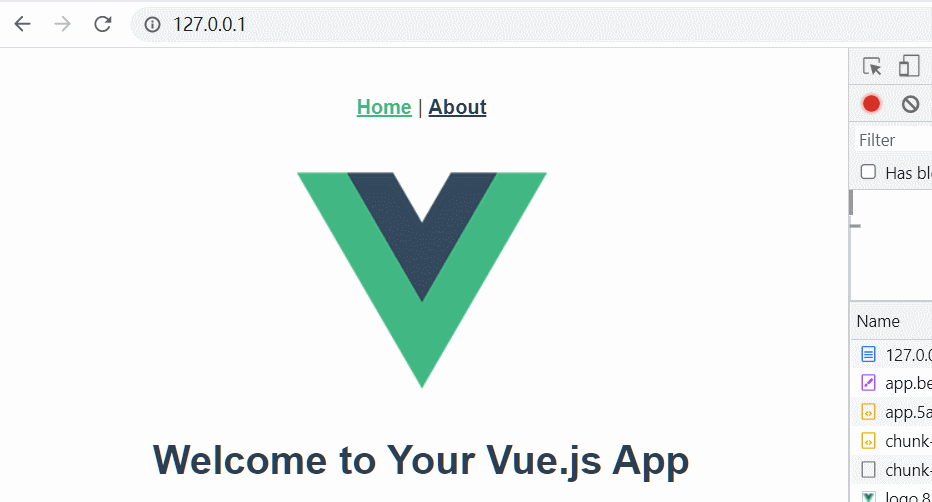 127.0.0.1
Home | About
Filter
Has bl
Welcome to Your Vue.js App
Name
127.0.0
app.be
app.5a
chunk-
chunk-
logo.8